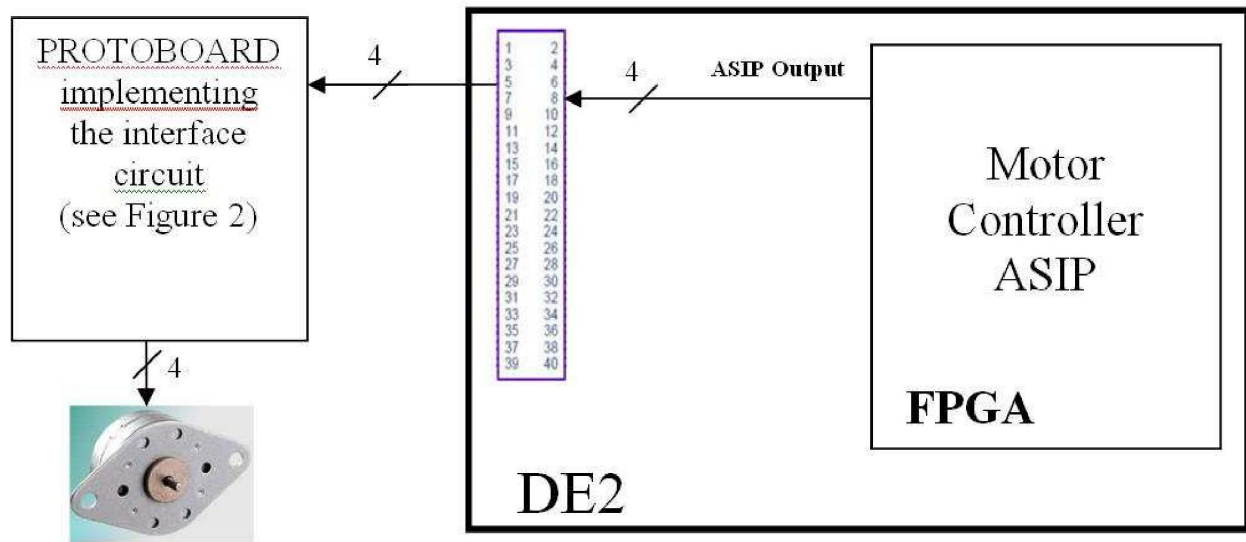 PROTOBOARD
implementing
the interface
circuit
(see Figure 2)
4
4
1 2
3 4
5 6
7 8
9 10
11 12
13 14
15 16
17 18
19 20
21 22
23 24
25 26
27 28
29 30
31 32
33 34
35 36
37 38
39 40
4
ASIP Output
Motor
Controller
ASIP
FPGA
DE2